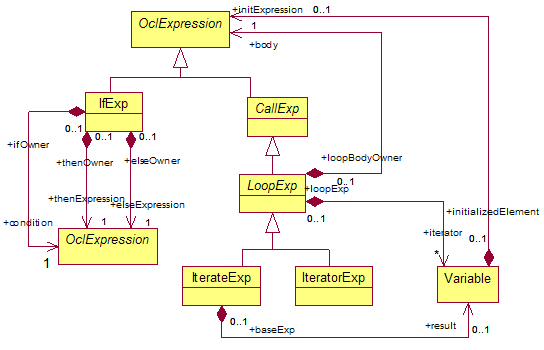 +initExpression 0..1
OclExpression
1
+body
IfExp
CallExp
0..1 0..1 0..1
+ifOwner
+thenOwner +elseOwner
+loopBodyOwner
0..1
LoopExp +loopExp
+thenExpression
+elseExpression
0..1
+initializedElement
+condition
1 1
+iterator
0..1
OclExpression
1
*
IterateExp
IteratorExp
Variable
0..1
+baseExp
+result
0..1